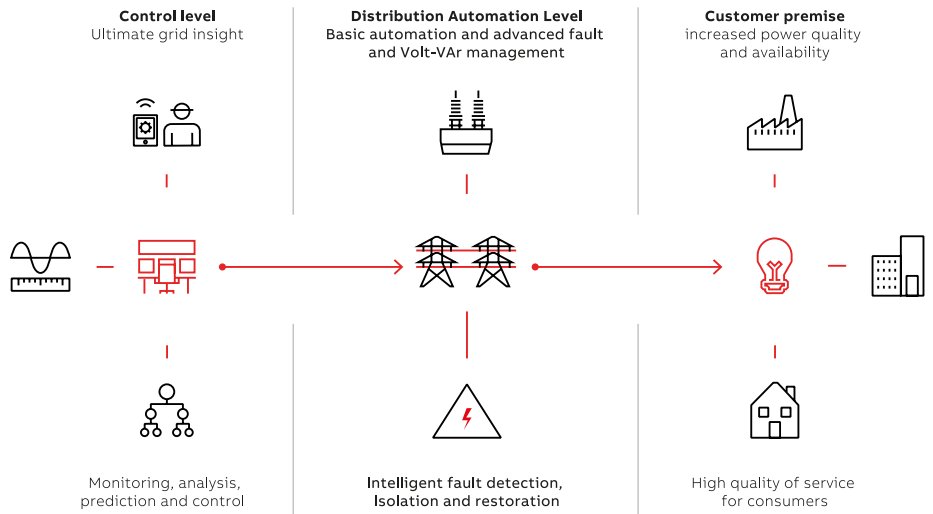 Control level
Ultimate grid insight
Distribution Automation Level
Basic automation and advanced fault
and Volt-VAr management
Customer premise
increased power quality
and availability
Monitoring, analysis,
prediction and control
Intelligent fault detection,
Isolation and restoration
High quality of service
for consumers